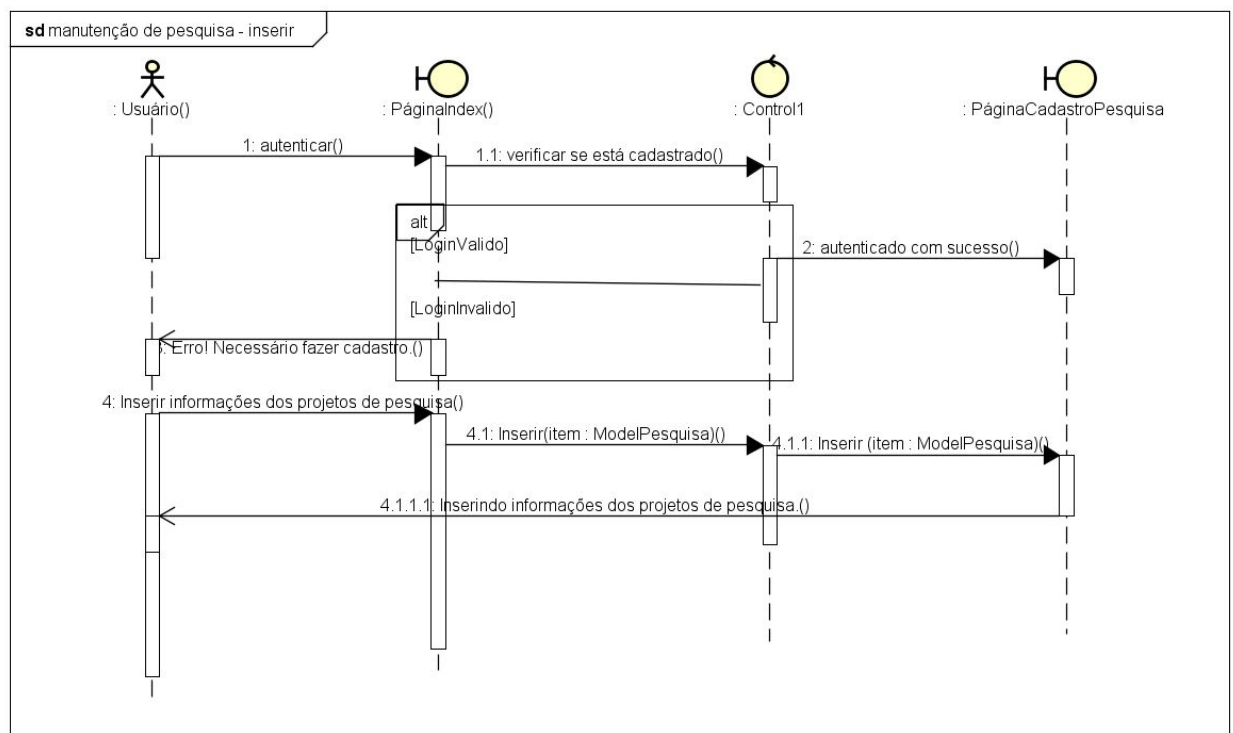 sd manutenção de pesquisa - inserir
: Usuário()
: PáginaIndex()
: Control1
: PáginaCadastroPesquisa
1: autenticar()
1.1: verificar se está cadastrado()
alt
[LoginValido]
2: autenticado com sucesso()
[LoginInvalido]
3: Erro! Necessário fazer cadastro.()
4: Inserir informações dos projetos de pesquisa()
4.1: Inserir(item : ModelPesquisa)()
4.1.1: Inserir (item : ModelPesquisa)()
4.1.1.1: Inserindo informações dos projetos de pesquisa.()